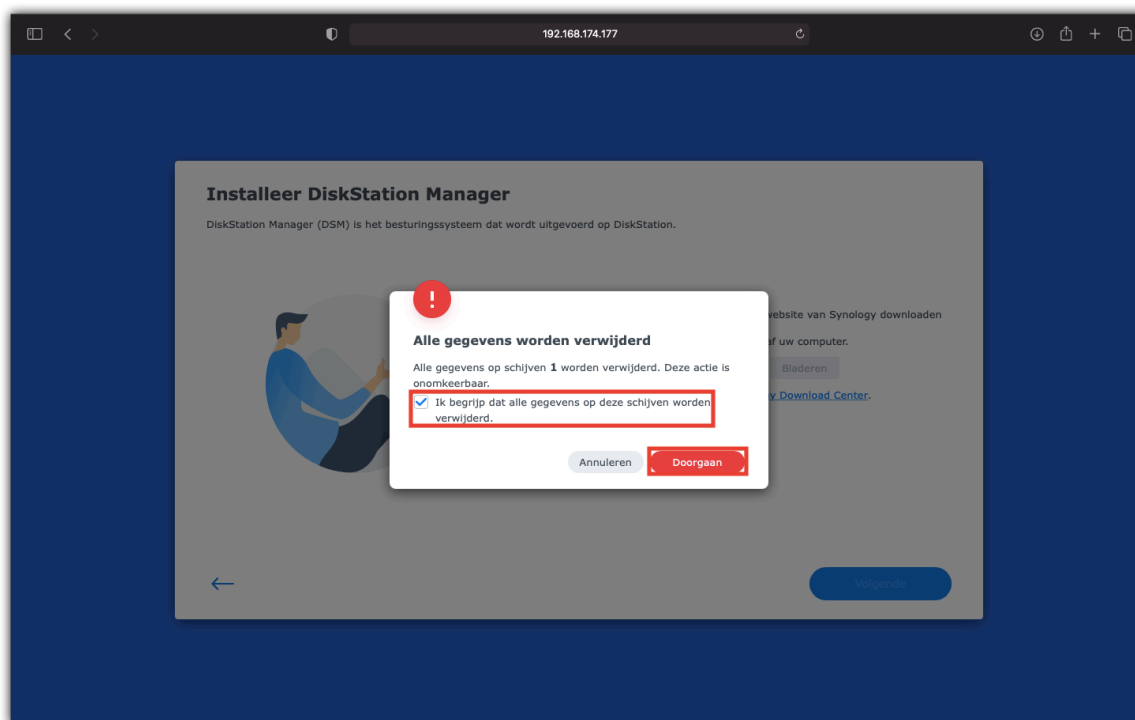 192.168.174.177
Installeer DiskStation Manager
DiskStation Manager (DSM) is het besturingssysteem dat wordt uitgevoerd op DiskStation.
website van Synology downloaden
af uw computer.
Bladeren
y Download Center.
!
Alle gegevens worden verwijderd
Alle gegevens op schijven 1 worden verwijderd. Deze actie is
onomkeerbaar.
Ik begrijp dat alle gegevens op deze schijven worden
verwijderd.
Annuleren
Doorgaan
Volgende